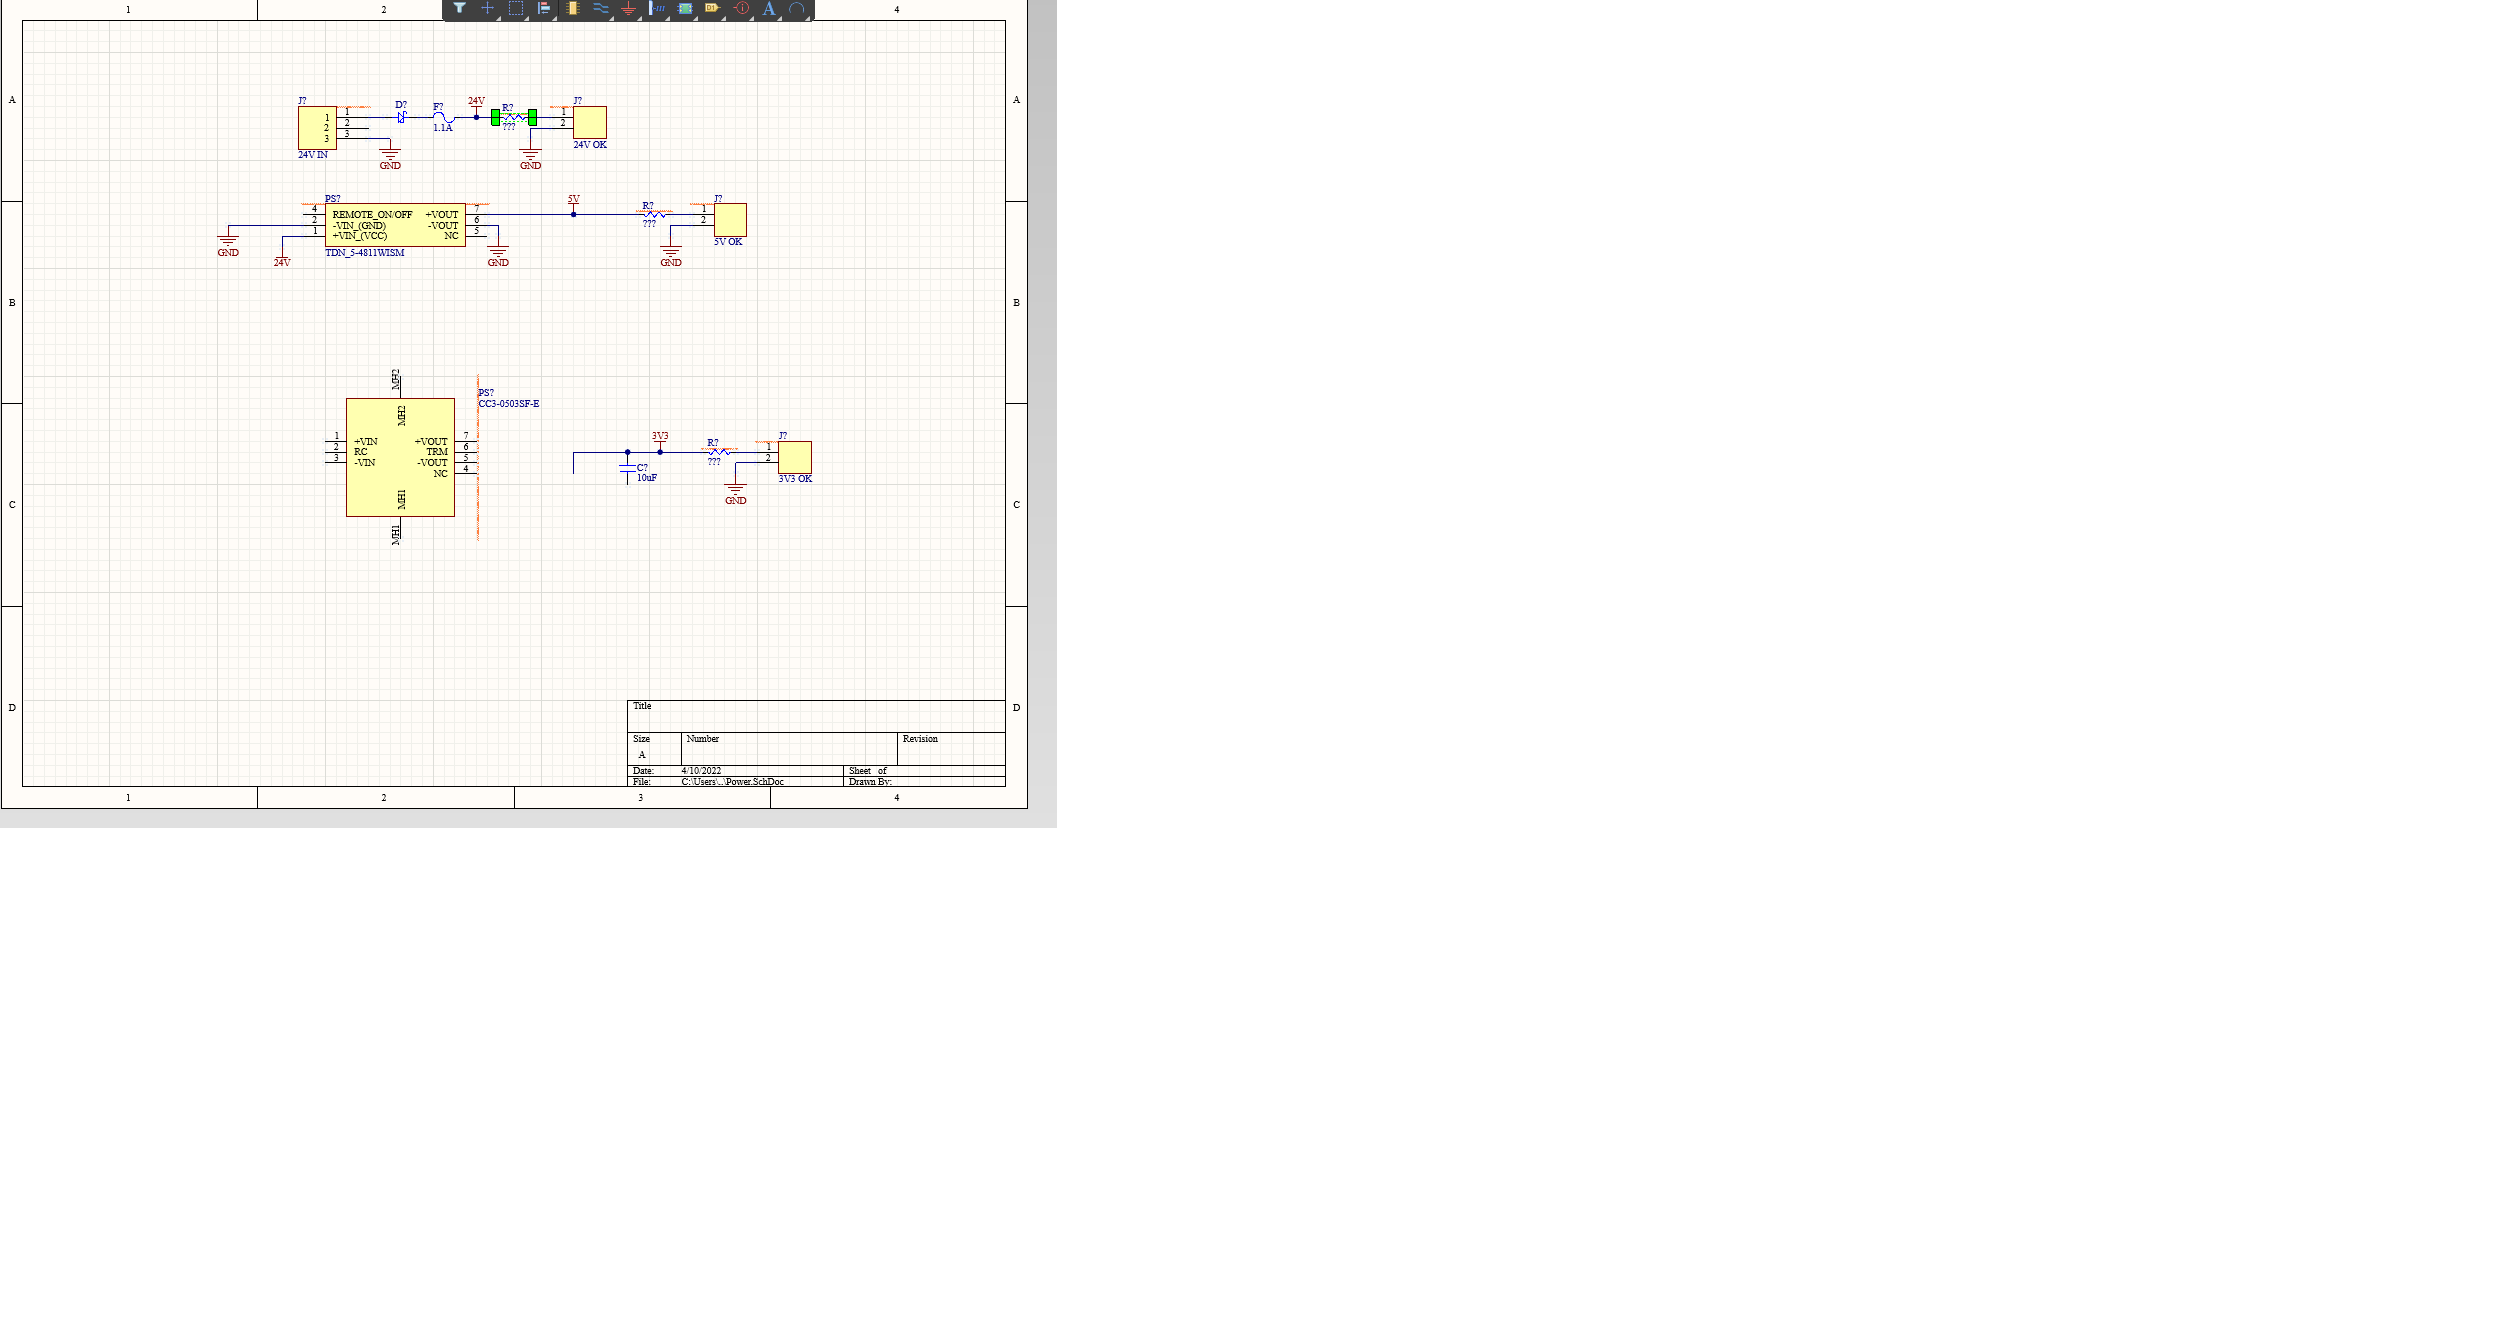 1
2
4
A
A
J?
1
2
3
1
2
3
24V IN
GND
D?
F?
1.1A
24V
R?
???
GND
J?
1
2
24V OK
PS?
4
2
1
REMOTE_ON/OFF
-VIN_(GND)
+VIN_(VCC)
+VOUT
-VOUT
NC
7
6
5
TDN_5-4811WISM
GND
24V
GND
5V
R?
???
GND
J?
1
2
5V OK
B
B
MH2
MH2
PS?
CC3-0503SF-E
1
2
3
+VIN
RC
-VIN
+VOUT
TRM
-VOUT
NC
7
6
5
4
MH1
MH1
3V3
C?
10uF
R?
???
GND
J?
1
2
3V3 OK
C
C
D
D
Title
Size
A
Number
Revision
Date: 4/10/2022 Sheet of
File: C:\Users\..\Power.SchDoc Drawn By:
1
2
3
4